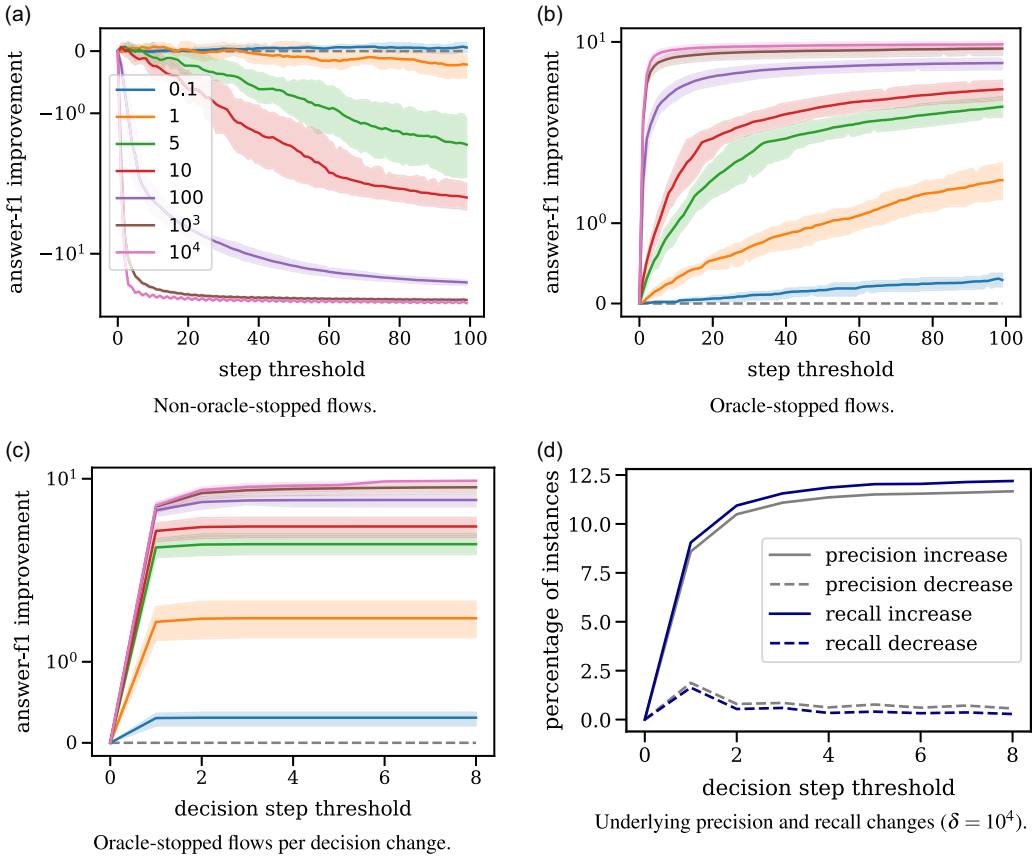 (a)
answer-f1 improvement
0
−10⁰
−10¹
0.1
1
5
10
100
10³
10⁴
0 20 40 60 80 100
step threshold
Non-oracle-stopped flows.
(b)
answer-f1 improvement
10¹
10⁰
0
0 20 40 60 80 100
step threshold
Oracle-stopped flows.
(c)
answer-f1 improvement
10¹
10⁰
0
0 2 4 6 8
decision step threshold
Oracle-stopped flows per decision change.
(d)
percentage of instances
12.5
10.0
7.5
5.0
2.5
0.0
precision increase
precision decrease
recall increase
recall decrease
0 2 4 6 8
decision step threshold
Underlying precision and recall changes (δ = 10⁴).